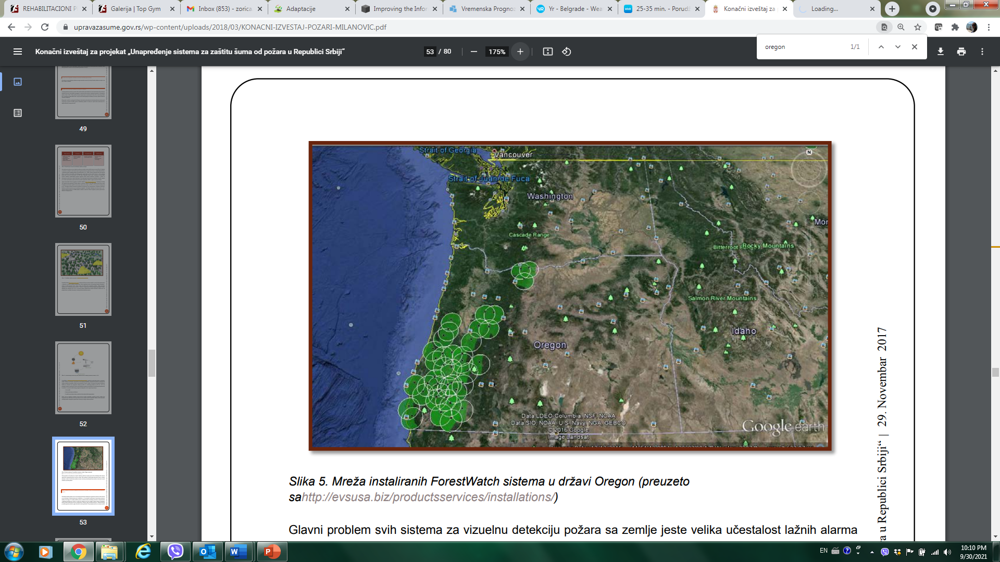 REHABILITACIONI P
Galerija | Top Gym
Inbox (853) - zorica
Adaptacije
Improving the Infor
Vremenska Prognoz
Yr - Belgrade - Wea
25-35 min. - Porudž
Konačni izveštaj za
Loading...
upravazasume.gov.rs/wp-content/uploads/2018/03/KONACNI-IZVESTAJ-POZARI-MILANOVIC.pdf
oregon 1/1
Konačni izveštaj za projekat „Unapređenje sistema za zaštitu šuma od požara u Republici Srbiji“
53 / 80
175%
49
50
51
52
53
Strait of Georgia
Vancouver
N
Strait of Juan de Fuca
Washington
Cascade Range
Mon
Rocky Mountains
Salmon River Mountains
Idaho
Oregon
Data LDEO-Columbia, NSF, NOAA
Data SIO, NOAA, U.S. Navy, NGA, GEBCO
© 2016 Google
Image Landsat
Google earth
Slika 5. Mreža instaliranih ForestWatch sistema u državi Oregon (preuzeto
sahttp://evsusa.biz/productsservices/installations/)
Glavni problem svih sistema za vizuelnu detekciju požara sa zemlje jeste velika učestalost lažnih alarma
ra u Republici Srbiji“ | 29. Novembar 2017
EN
10:10 PM
9/30/2021